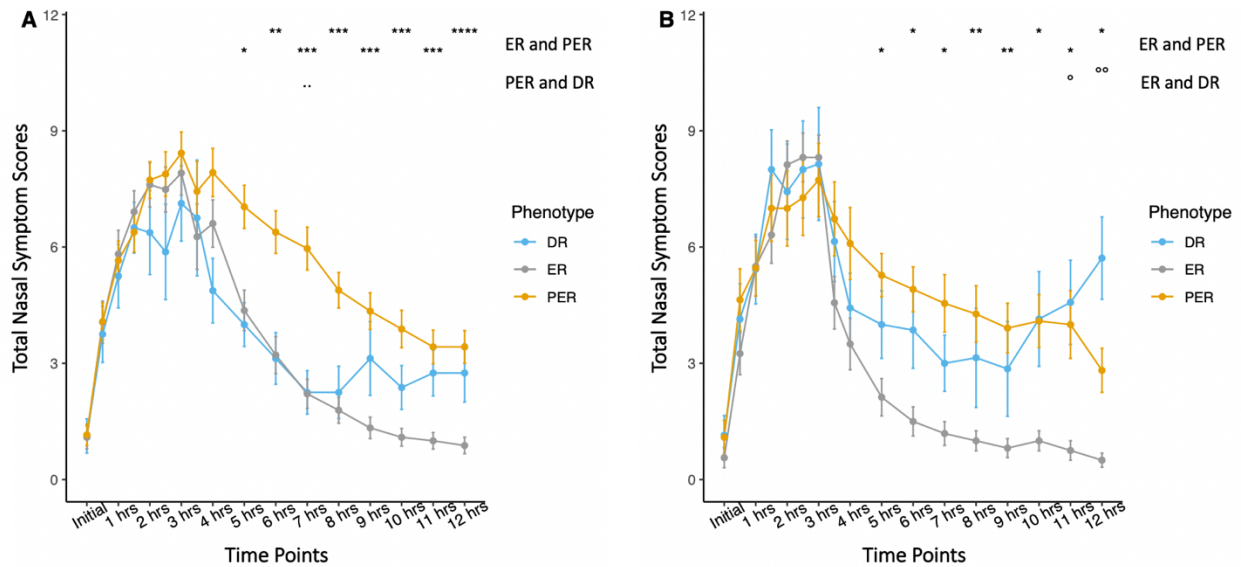 A
12
9
6
3
0
Total Nasal Symptom Scores
** *** *** ****
* *** *** ***
ER and PER
..
PER and DR
Phenotype
DR
ER
PER
Initial 1 hrs 2 hrs 3 hrs 4 hrs 5 hrs 6 hrs 7 hrs 8 hrs 9 hrs 10 hrs 11 hrs 12 hrs
Time Points
B
12
9
6
3
0
Total Nasal Symptom Scores
* ** * *
* * ** *
ER and PER
° °°
ER and DR
Phenotype
DR
ER
PER
Initial 1 hrs 2 hrs 3 hrs 4 hrs 5 hrs 6 hrs 7 hrs 8 hrs 9 hrs 10 hrs 11 hrs 12 hrs
Time Points